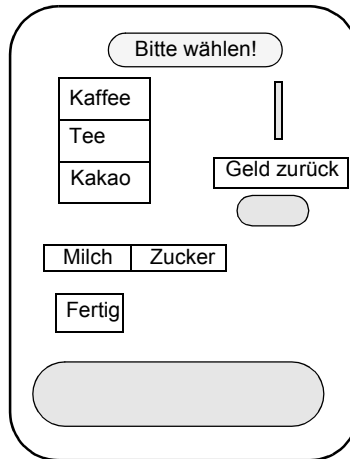 Bitte wählen!
Kaffee
Tee
Kakao
Geld zurück
Milch Zucker
Fertig